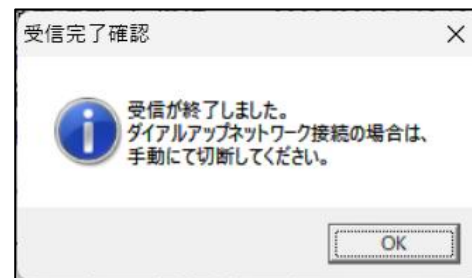 受信完了確認
受信が終了しました。
ダイアルアップネットワーク接続の場合は、
手動にて切断してください。
OK